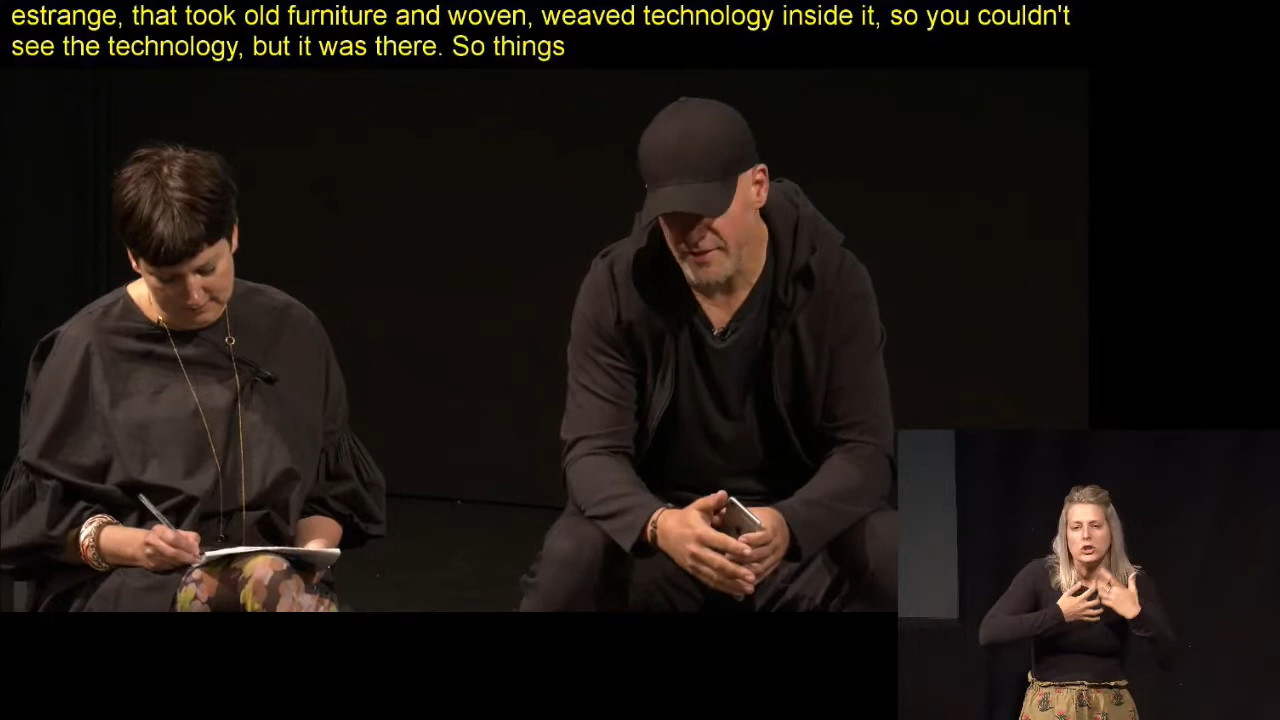 estrange, that took old furniture and woven, weaved technology inside it, so you couldn't
see the technology, but it was there. So things